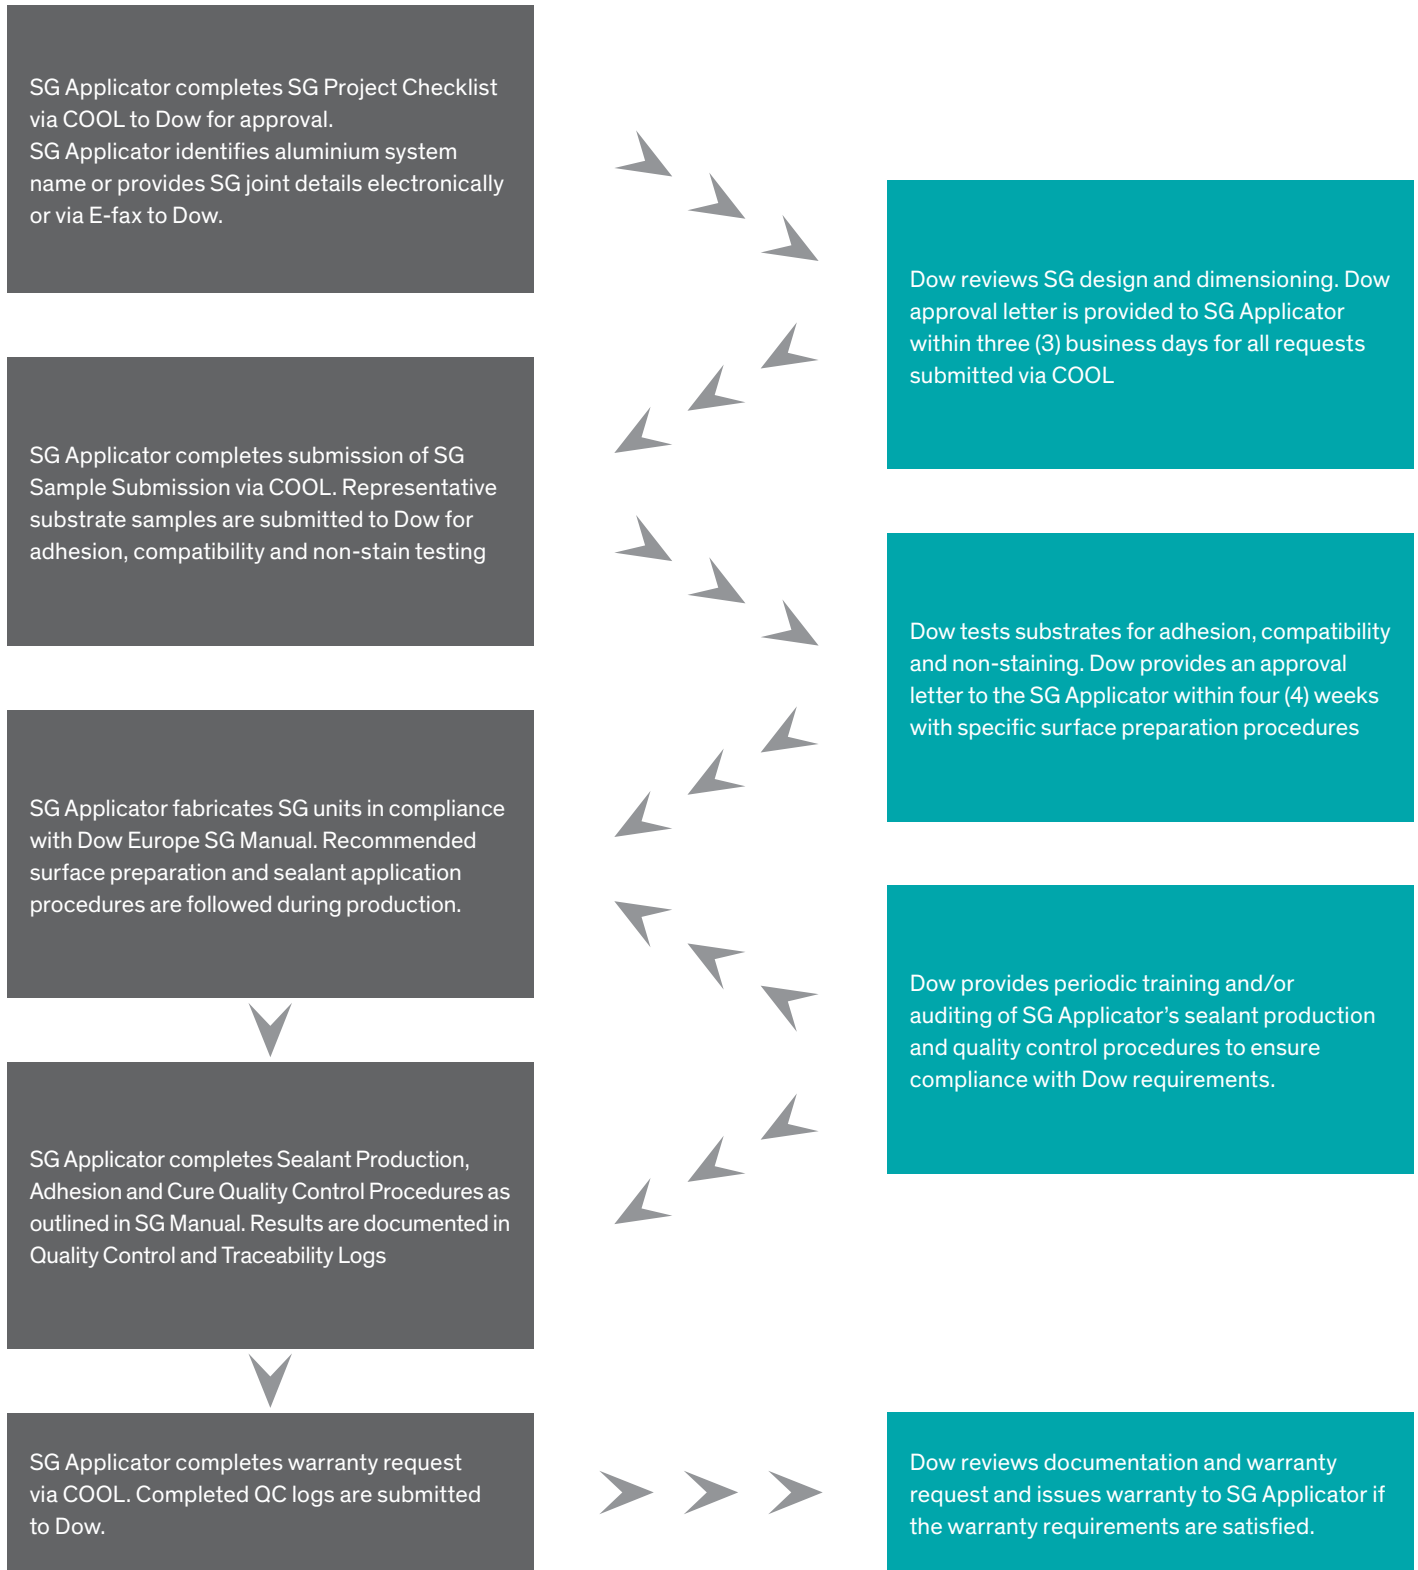 SG Applicator completes SG Project Checklist
via COOL to Dow for approval.
SG Applicator identifies aluminium system
name or provides SG joint details electronically
or via E-fax to Dow.
Dow reviews SG design and dimensioning. Dow
approval letter is provided to SG Applicator
within three (3) business days for all requests
submitted via COOL
SG Applicator completes submission of SG
Sample Submission via COOL. Representative
substrate samples are submitted to Dow for
adhesion, compatibility and non-stain testing
Dow tests substrates for adhesion, compatibility
and non-staining. Dow provides an approval
letter to the SG Applicator within four (4) weeks
with specific surface preparation procedures
SG Applicator fabricates SG units in compliance
with Dow Europe SG Manual. Recommended
surface preparation and sealant application
procedures are followed during production.
Dow provides periodic training and/or
auditing of SG Applicator’s sealant production
and quality control procedures to ensure
compliance with Dow requirements.
SG Applicator completes Sealant Production,
Adhesion and Cure Quality Control Procedures as
outlined in SG Manual. Results are documented in
Quality Control and Traceability Logs
SG Applicator completes warranty request
via COOL. Completed QC logs are submitted
to Dow.
Dow reviews documentation and warranty
request and issues warranty to SG Applicator if
the warranty requirements are satisfied.